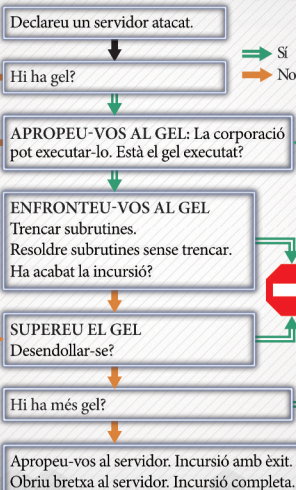 Declareu un servidor atacat.
Sí
Hi ha gel?
No
APROPEU-VOS AL GEL: La corporació
pot executar-lo. Està el gel executat?
ENFRONTEU-VOS AL GEL
Trencar subrutines.
Resoldre subrutines sense trencar.
Ha acabat la incursió?
SUPEREU EL GEL
Desendollar-se?
Hi ha més gel?
Apropeu-vos al servidor. Incursió amb èxit.
Obriu bretxa al servidor. Incursió completa.